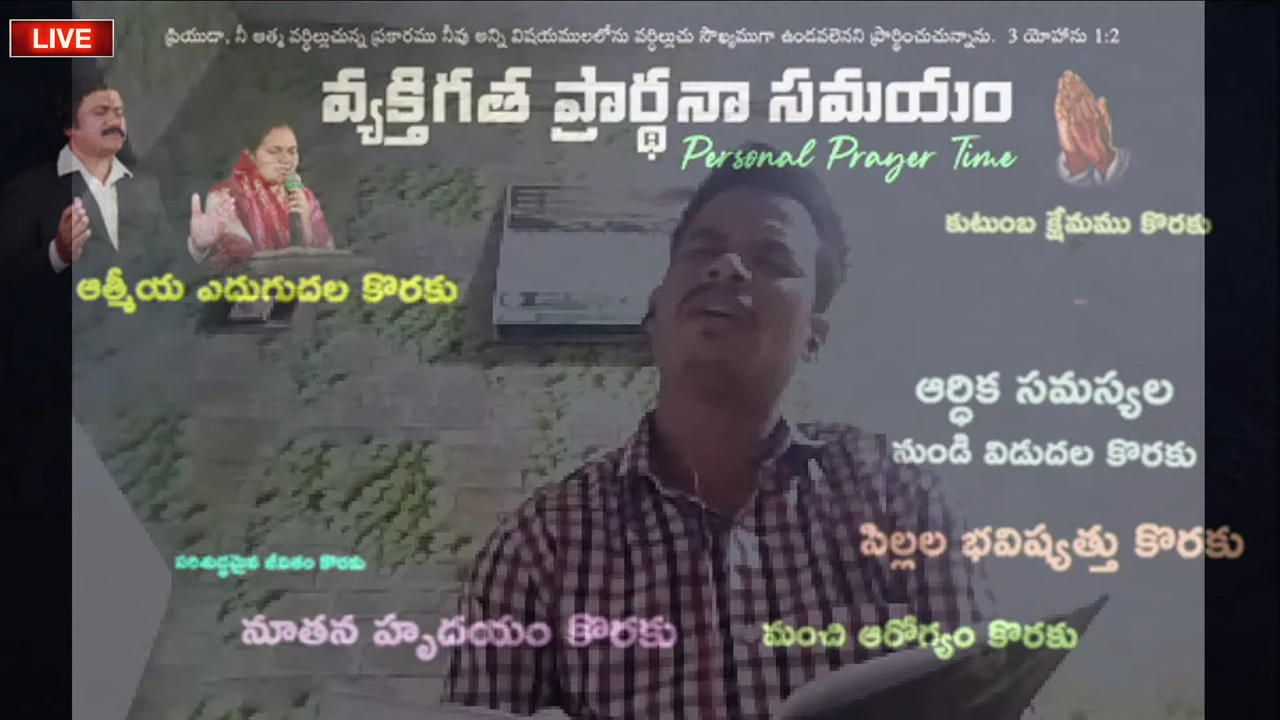 LIVE
ప్రియుడా, నీ ఆత్మ వర్ధిల్లుచున్న ప్రకారము నీవు అన్ని విషయములలోను వర్ధిల్లుచు సౌఖ్యముగా ఉండవలెనని ప్రార్థించుచున్నాను. 3 యోహాను 1:2
వ్యక్తిగత ప్రార్థనా సమయం
Personal Prayer Time
కుటుంబ క్షేమము కొరకు
ఆత్మీయ ఎదుగుదల కొరకు
ఆర్ధిక సమస్యల
నుండి విడుదల కొరకు
పిల్లల భవిష్యత్తు కొరకు
పరిశుద్ధమైన జీవితం కొరకు
నూతన హృదయం కొరకు
మంచి ఆరోగ్యం కొరకు